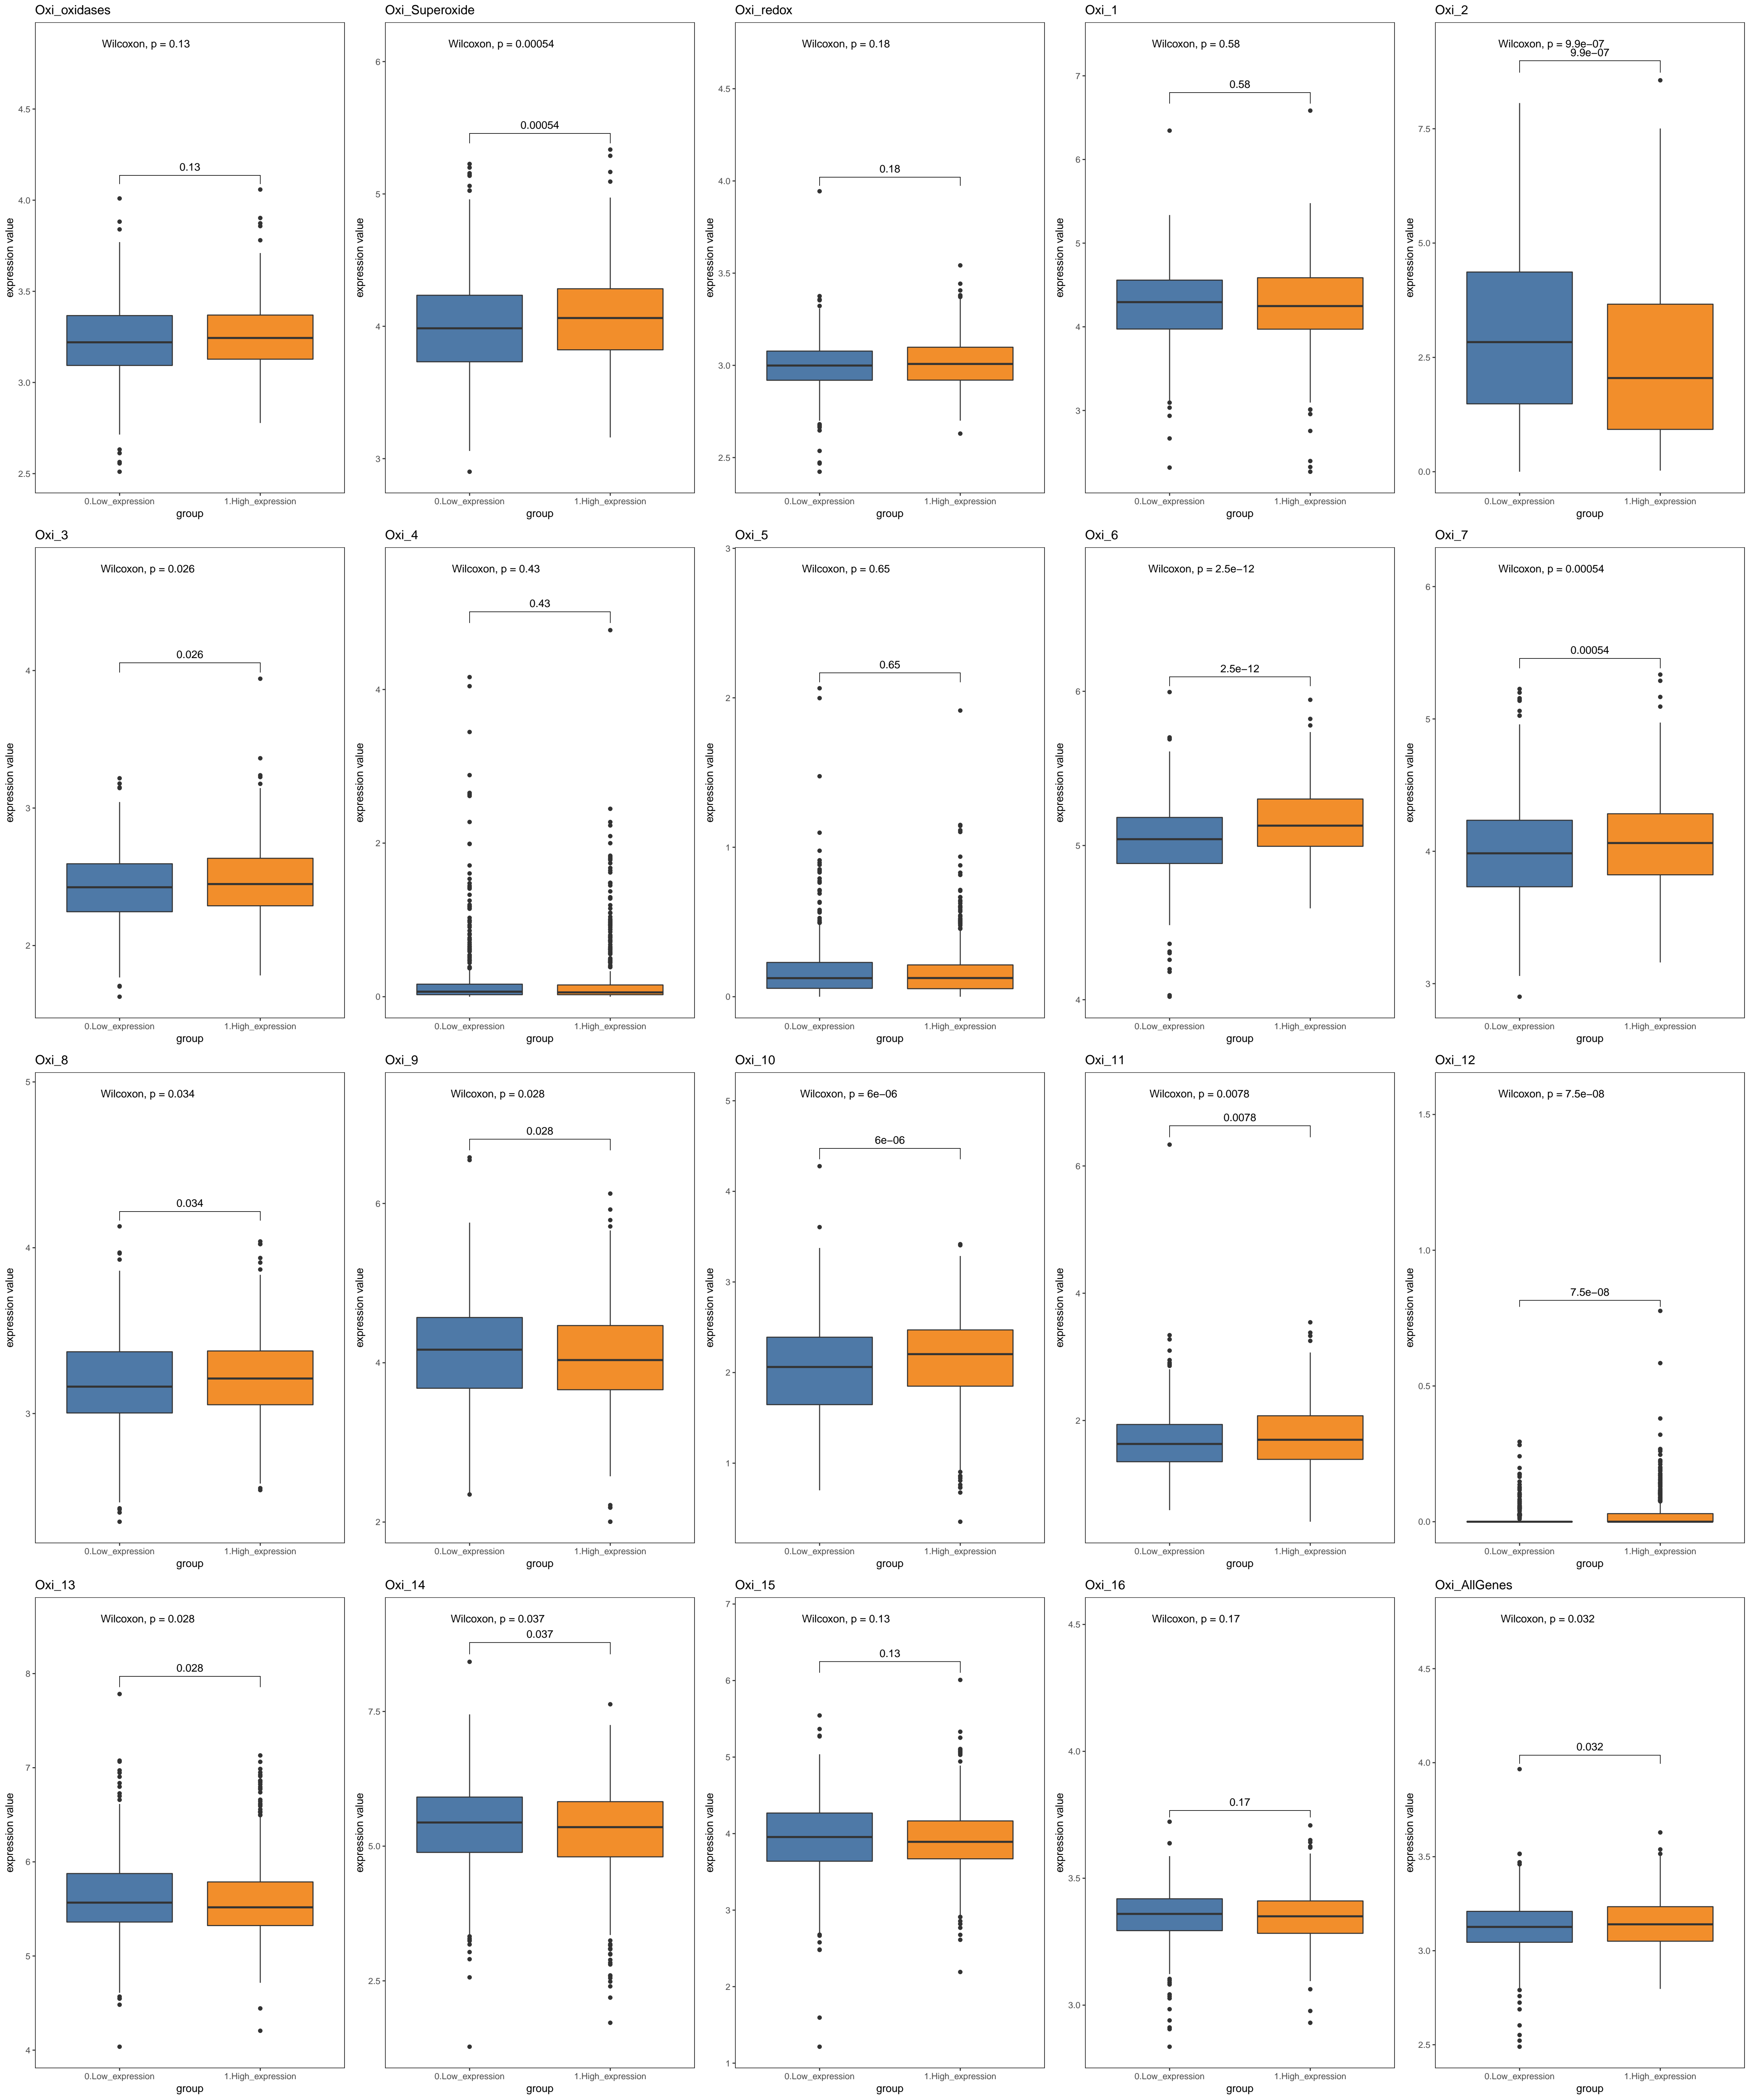 Oxi_oxidases
Wilcoxon, p = 0.13
0.13
4.5
4.0
3.5
3.0
2.5
expression value
0.Low_expression 1.High_expression
group
Oxi_Superoxide
Wilcoxon, p = 0.00054
0.00054
6
5
4
3
expression value
0.Low_expression 1.High_expression
group
Oxi_redox
Wilcoxon, p = 0.18
0.18
4.5
4.0
3.5
3.0
2.5
expression value
0.Low_expression 1.High_expression
group
Oxi_1
Wilcoxon, p = 0.58
0.58
7
6
5
4
3
expression value
0.Low_expression 1.High_expression
group
Oxi_2
Wilcoxon, p = 9.9e−07
9.9e−07
7.5
5.0
2.5
0.0
expression value
0.Low_expression 1.High_expression
group
Oxi_3
Wilcoxon, p = 0.026
0.026
4
3
2
expression value
0.Low_expression 1.High_expression
group
Oxi_4
Wilcoxon, p = 0.43
0.43
4
2
0
expression value
0.Low_expression 1.High_expression
group
Oxi_5
Wilcoxon, p = 0.65
0.65
3
2
1
0
expression value
0.Low_expression 1.High_expression
group
Oxi_6
Wilcoxon, p = 2.5e−12
2.5e−12
6
5
4
expression value
0.Low_expression 1.High_expression
group
Oxi_7
Wilcoxon, p = 0.00054
0.00054
6
5
4
3
expression value
0.Low_expression 1.High_expression
group
Oxi_8
Wilcoxon, p = 0.034
0.034
5
4
3
expression value
0.Low_expression 1.High_expression
group
Oxi_9
Wilcoxon, p = 0.028
0.028
6
4
2
expression value
0.Low_expression 1.High_expression
group
Oxi_10
Wilcoxon, p = 6e−06
6e−06
5
4
3
2
1
expression value
0.Low_expression 1.High_expression
group
Oxi_11
Wilcoxon, p = 0.0078
0.0078
6
4
2
expression value
0.Low_expression 1.High_expression
group
Oxi_12
Wilcoxon, p = 7.5e−08
7.5e−08
1.5
1.0
0.5
0.0
expression value
0.Low_expression 1.High_expression
group
Oxi_13
Wilcoxon, p = 0.028
0.028
8
7
6
5
4
expression value
0.Low_expression 1.High_expression
group
Oxi_14
Wilcoxon, p = 0.037
0.037
7.5
5.0
2.5
expression value
0.Low_expression 1.High_expression
group
Oxi_15
Wilcoxon, p = 0.13
0.13
7
6
5
4
3
2
1
expression value
0.Low_expression 1.High_expression
group
Oxi_16
Wilcoxon, p = 0.17
0.17
4.5
4.0
3.5
3.0
expression value
0.Low_expression 1.High_expression
group
Oxi_AllGenes
Wilcoxon, p = 0.032
0.032
4.5
4.0
3.5
3.0
2.5
expression value
0.Low_expression 1.High_expression
group